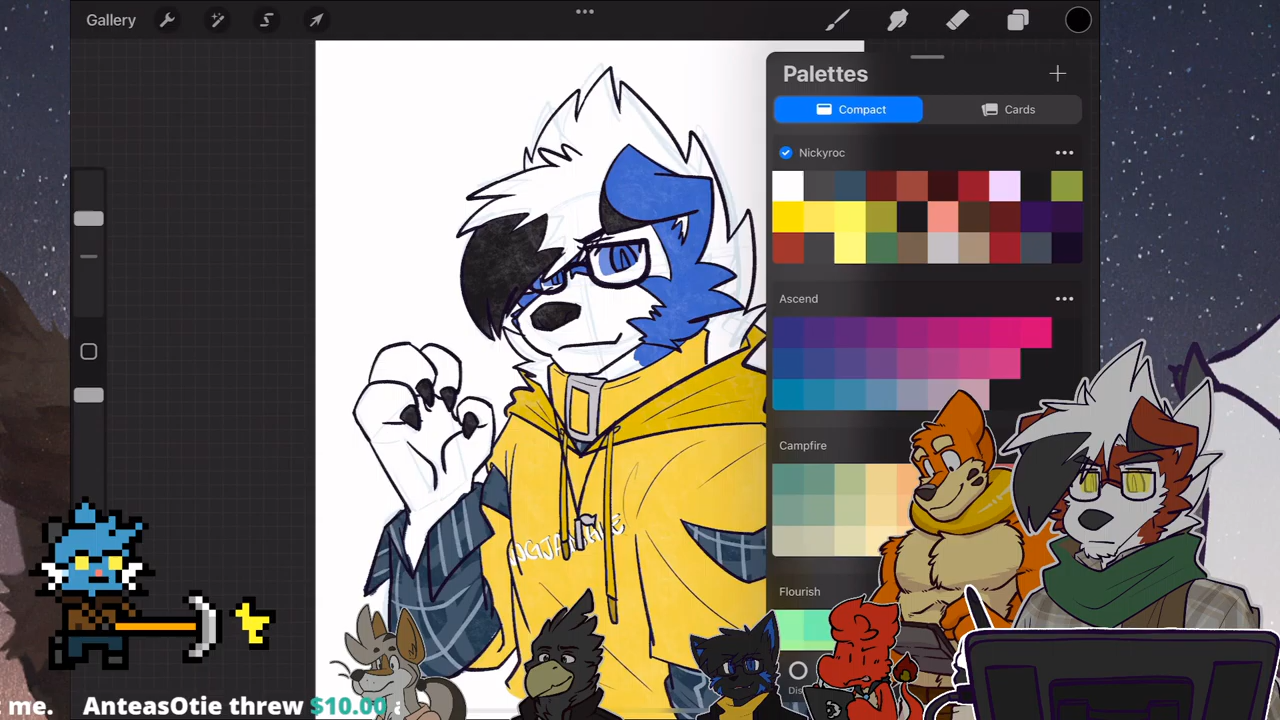 Gallery
Palettes
Compact
Cards
Nickyroc
Ascend
Campfire
Flourish
me. AnteasOtie threw $10.00